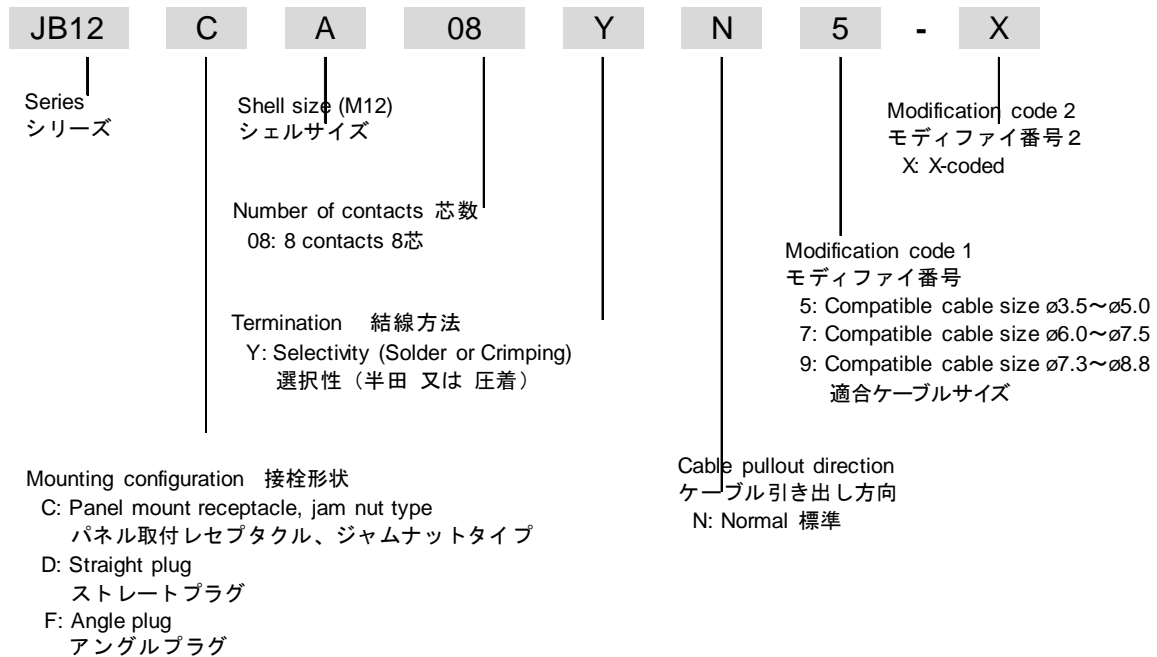 JB12 C A 08 Y N 5 - X
Series
シリーズ
Shell size (M12)
シェルサイズ
Modification code 2
モディファイ番号２
X: X-coded
Number of contacts 芯数
08: 8 contacts 8芯
Modification code 1
モディファイ番号
5: Compatible cable size ø3.5～ø5.0
7: Compatible cable size ø6.0～ø7.5
9: Compatible cable size ø7.3～ø8.8
適合ケーブルサイズ
Termination 結線方法
Y: Selectivity (Solder or Crimping)
選択性（半田 又は 圧着）
Mounting configuration 接栓形状
C: Panel mount receptacle, jam nut type
パネル取付レセプタクル、ジャムナットタイプ
D: Straight plug
ストレートプラグ
F: Angle plug
アングルプラグ
Cable pullout direction
ケーブル引き出し方向
N: Normal 標準